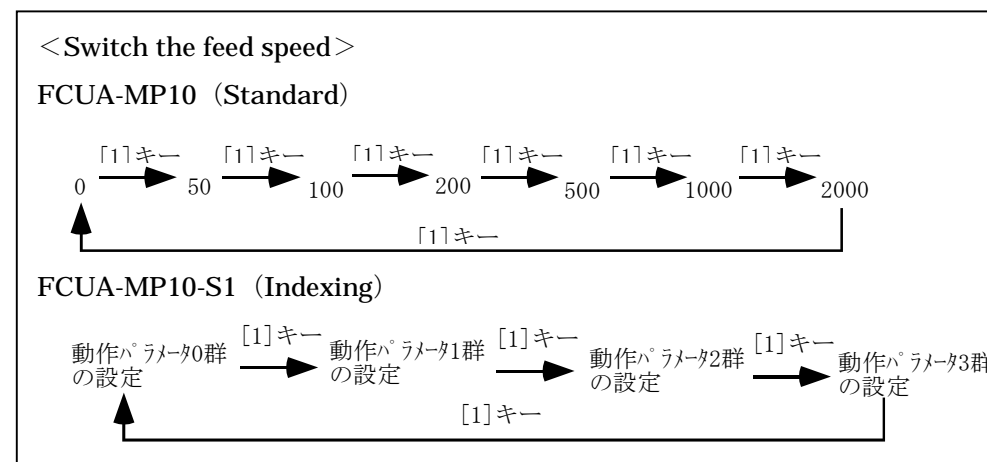 ＜Switch the feed speed＞
FCUA-MP10（Standard）
[1]キー [1]キー [1]キー [1]キー [1]キー [1]キー
0 50 100 200 500 1000 2000
[1]キー
FCUA-MP10-S1（Indexing）
[1]キー [1]キー [1]キー
動作ﾊﾟﾗﾒｰﾀ0群 動作ﾊﾟﾗﾒｰﾀ1群 動作ﾊﾟﾗﾒｰﾀ2群 動作ﾊﾟﾗﾒｰﾀ3群
の設定 の設定 の設定 の設定
[1]キー